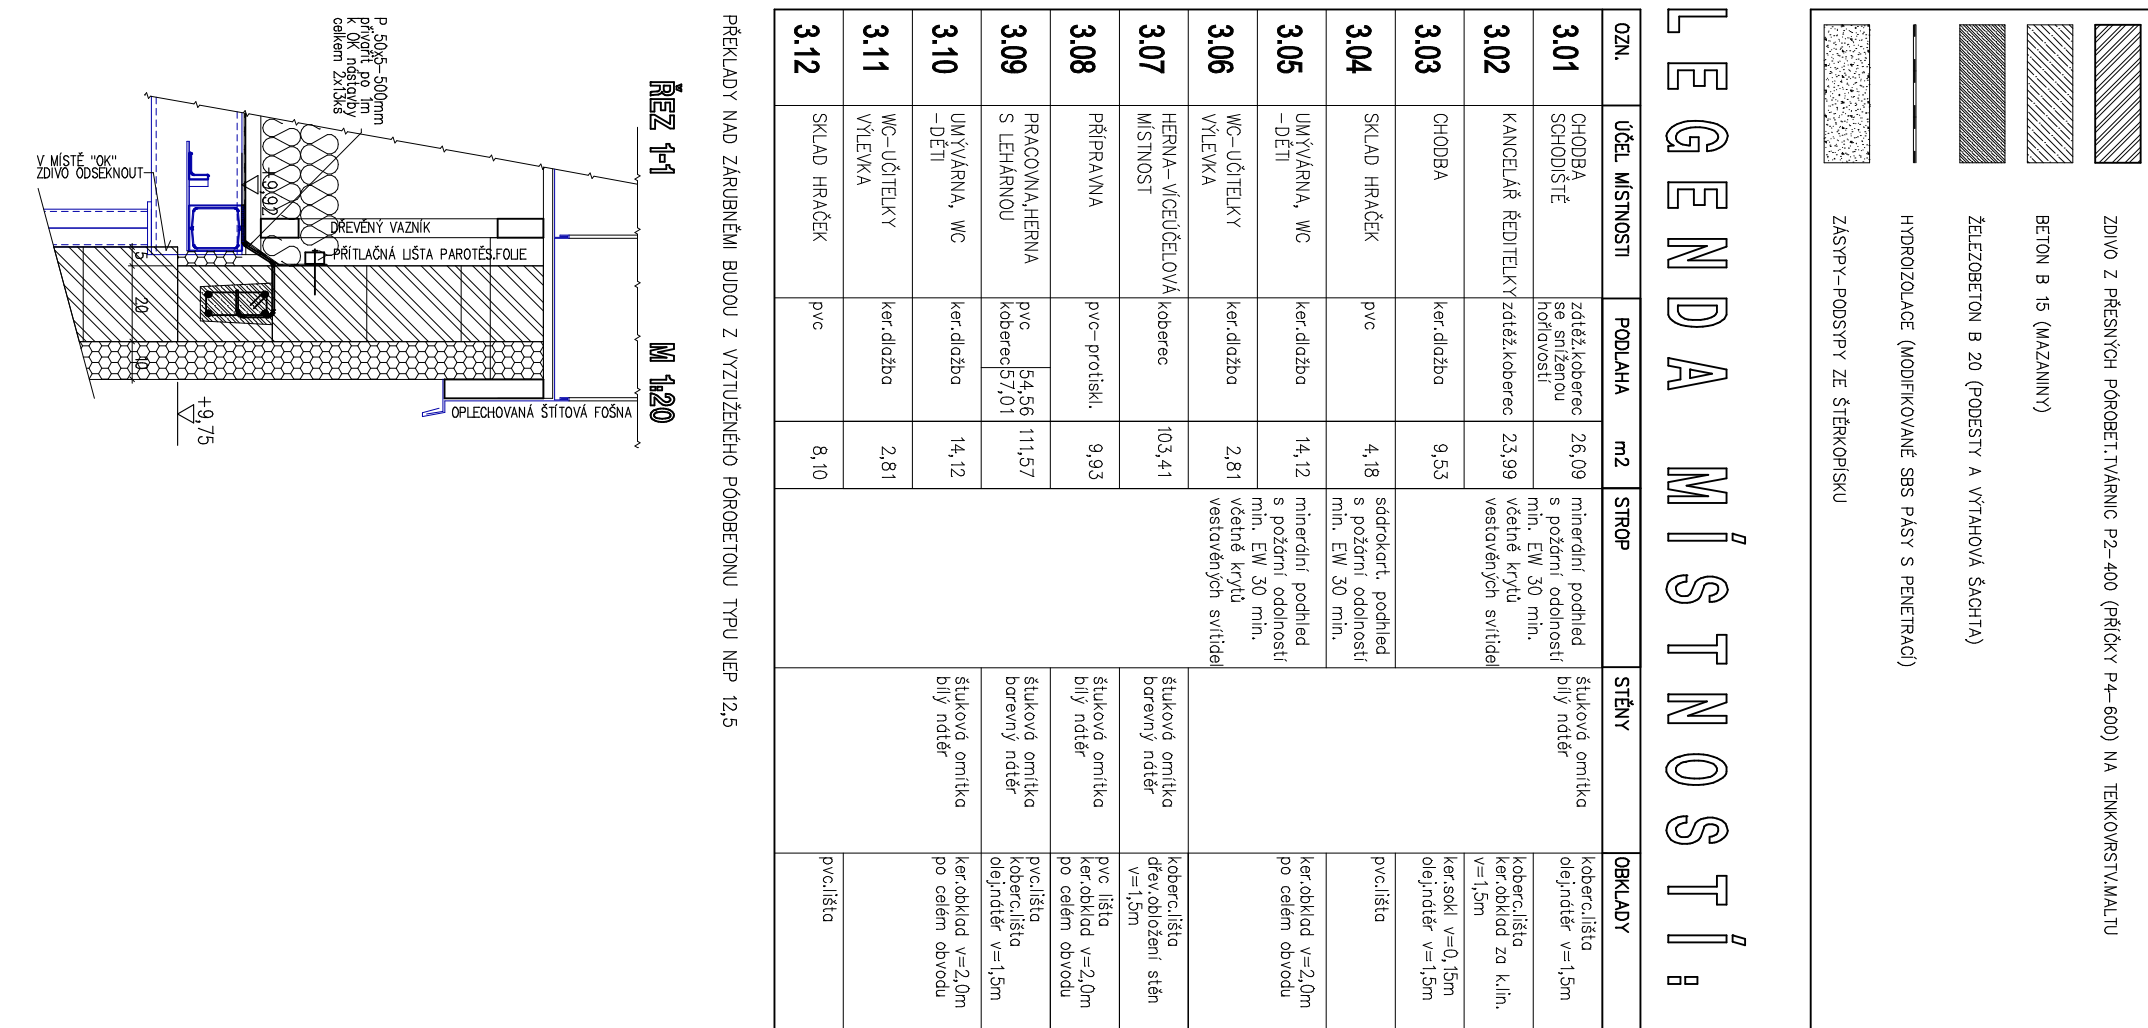 ZDIVO Z PŘESNÝCH PÓROBET.TVÁRNIC P2-400 (PŘÍČKY P4-600) NA TENKOVRSTV.MALTU
BETON B 15 (MAZANINY)
ŽELEZOBETON B 20 (PODESTY A VÝTAHOVÁ ŠACHTA)
HYDROIZOLACE (MODIFIKOVANÉ SBS PÁSY S PENETRACÍ)
ZÁSYPY-PODSYPY ZE ŠTĚRKOPÍSKU
LEGENDA MÍSTNOSTÍ:
OZN. ÚČEL MÍSTNOSTI PODLAHA m2 STROP STĚNY OBKLADY
3.01
CHODBA
SCHODIŠTĚ
zátěž.koberec
se sníženou
hořlavostí
26,09
minerální podhled
s požární odolností
min. EW 30 min.
včetně krytů
vestavěných svítidel
štuková omítka
bílý nátěr
koberc.lišta
olej.nátěr v=1,5m
3.02
KANCELÁŘ ŘEDITELKY
zátěž.koberec
23,99
koberc.lišta
ker.obklad za k.lin.
v=1,5m
3.03
CHODBA
ker.dlažba
9,53
ker.sokl v=0,15m
olej.nátěr v=1,5m
3.04
SKLAD HRAČEK
pvc
4,18
sádrokart. podhled
s požární odolností
min. EW 30 min.
pvc.lišta
3.05
UMÝVÁRNA, WC
-DĚTI
ker.dlažba
14,12
minerální podhled
s požární odolností
min. EW 30 min.
včetně krytů
vestavěných svítidel
ker.obklad v=2,0m
po celém obvodu
3.06
WC-UČITELKY
VÝLEVKA
ker.dlažba
2,81
3.07
HERNA-VÍCEÚČELOVÁ
MÍSTNOST
koberec
103,41
štuková omítka
barevný nátěr
koberc.lišta
dřev.obložení stěn
v=1,5m
3.08
PŘÍPRAVNA
pvc-protiskl.
9,93
štuková omítka
bílý nátěr
pvc lišta
ker.obklad v=2,0m
po celém obvodu
3.09
PRACOVNA,HERNA
S LEHÁRNOU
pvc 54,56
koberec 57,01
111,57
štuková omítka
barevný nátěr
pvc.lišta
koberc.lišta
olej.nátěr v=1,5m
3.10
UMÝVÁRNA, WC
-DĚTI
ker.dlažba
14,12
štuková omítka
bílý nátěr
ker.obklad v=2,0m
po celém obvodu
3.11
WC-UČITELKY
VÝLEVKA
ker.dlažba
2,81
3.12
SKLAD HRAČEK
pvc
8,10
pvc.lišta
PŘEKLADY NAD ZÁRUBNĚMI BUDOU Z VYZTUŽENÉHO PÓROBETONU TYPU NEP 12,5
ŘEZ 1-1 M 1:20
P 50x5-500mm
přivařit po 1m
k OK nástavby
celkem 2x13ks
V MÍSTĚ "OK"
ZDIVO ODSEKNOUT
+9,92
DŘEVĚNÝ VAZNÍK
PŘÍTLAČNÁ LIŠTA PAROTĚS.FOLIE
5
20
10
OPLECHOVANÁ ŠTÍTOVÁ FOŠNA
+9,75